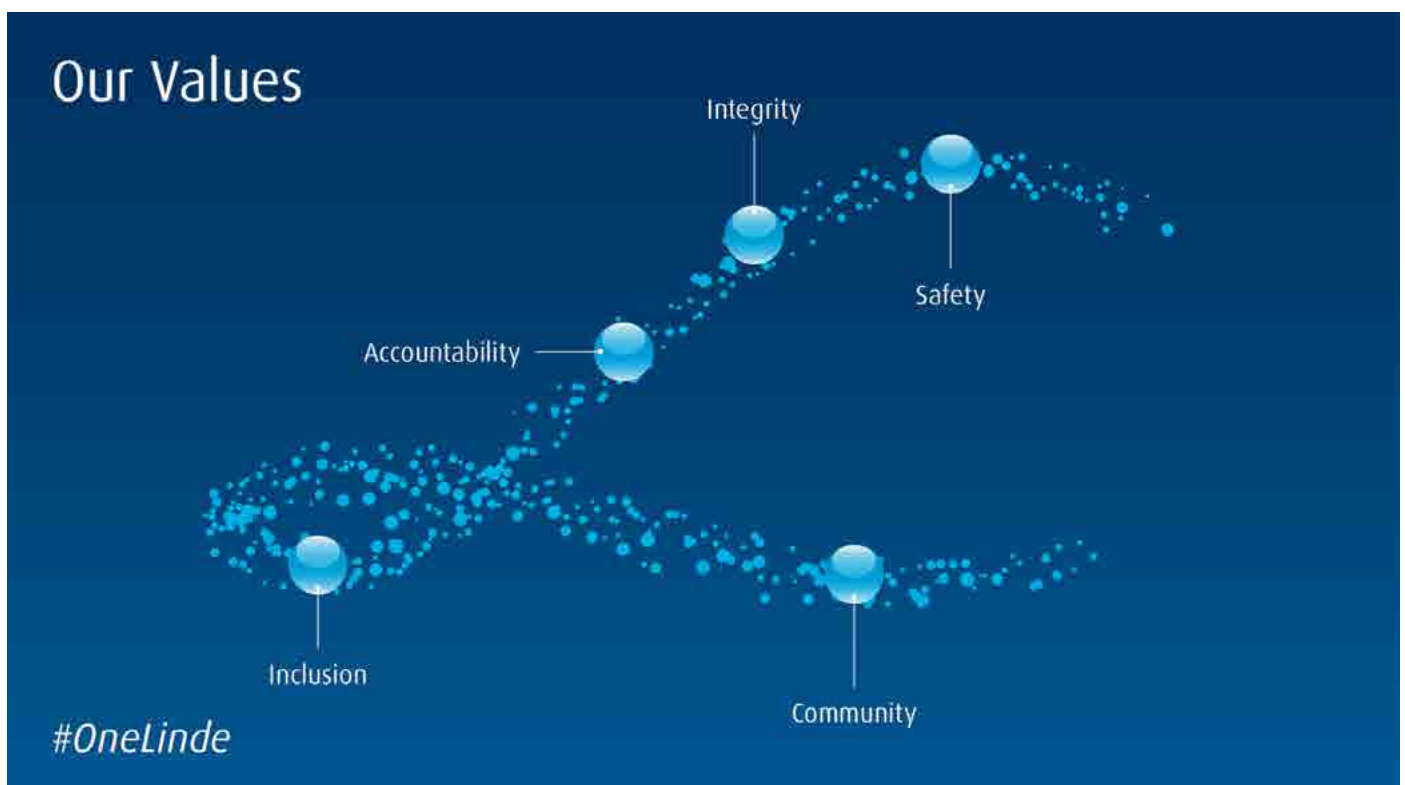 Our Values
Integrity
Safety
Accountability
Inclusion
Community
#OneLinde